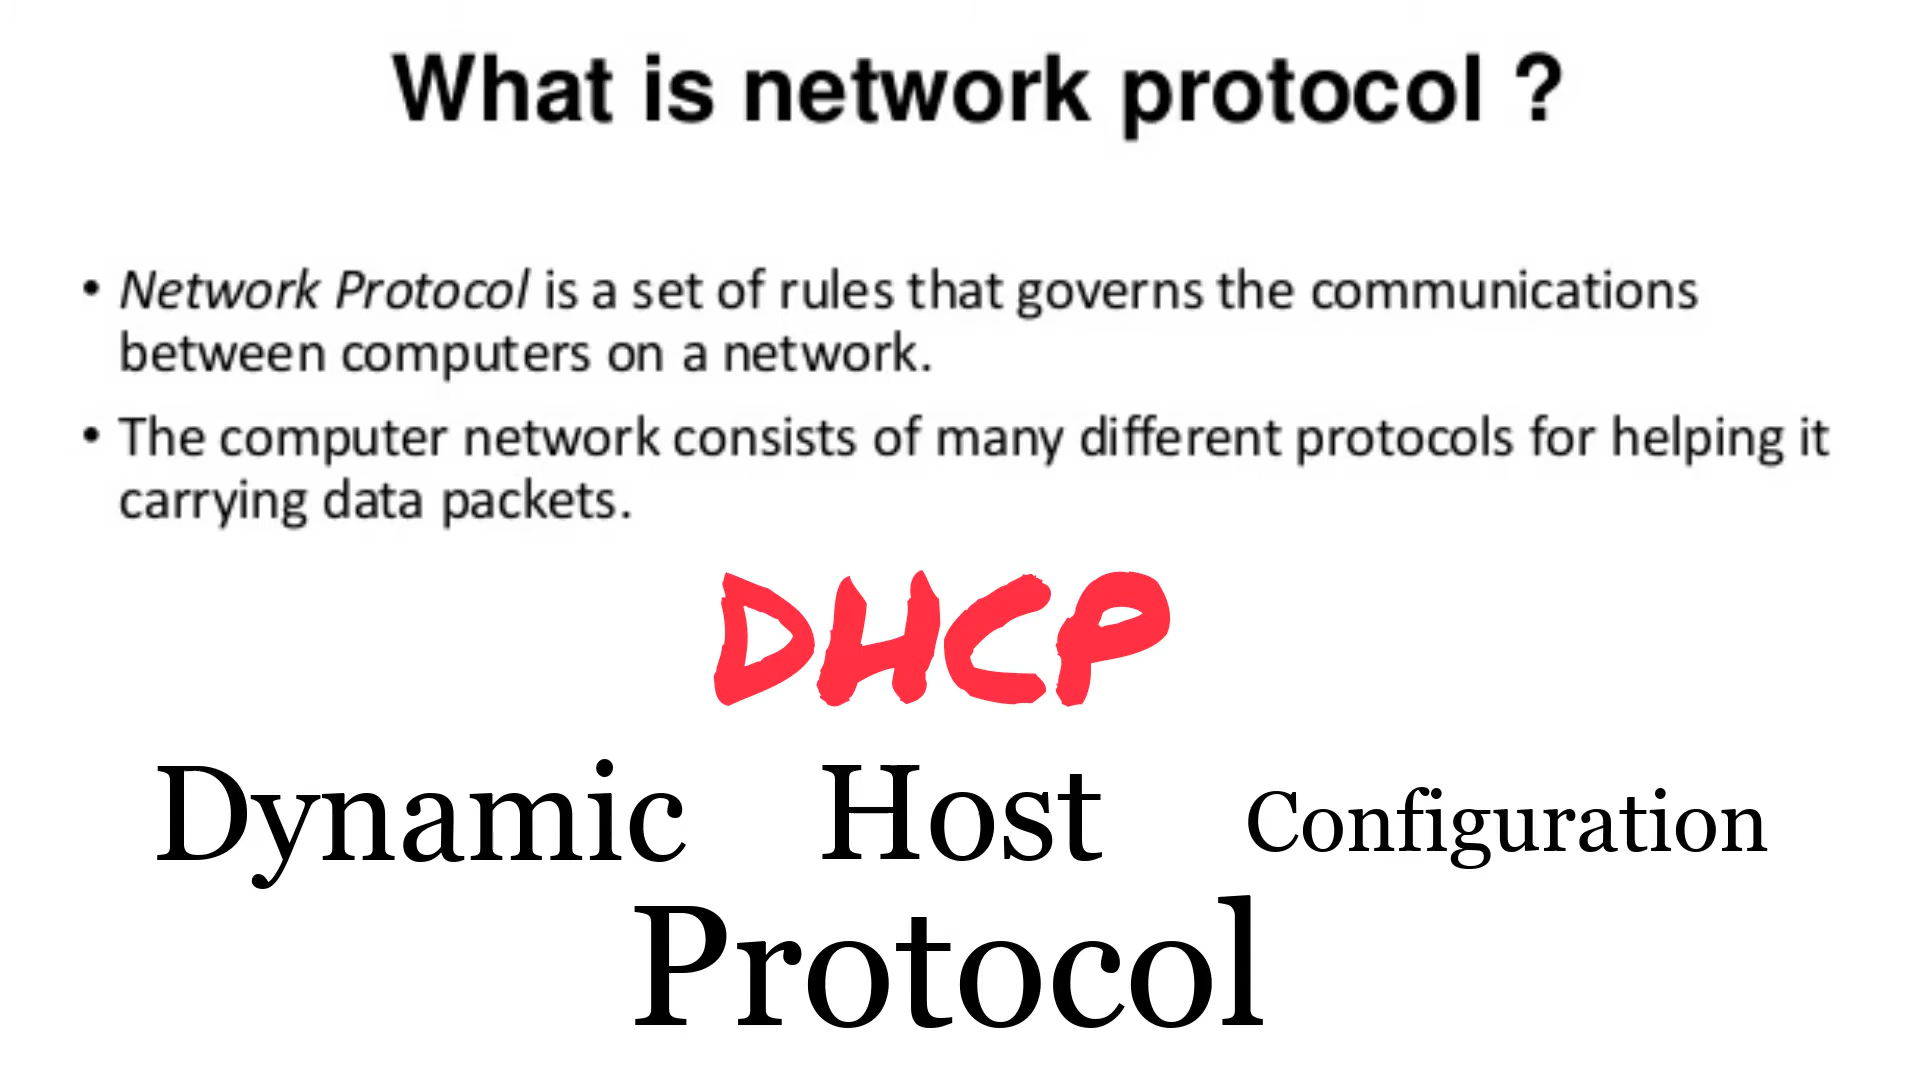 What is network protocol ?
• Network Protocol is a set of rules that governs the communications
between computers on a network.
• The computer network consists of many different protocols for helping it
carrying data packets.
DHCP
Dynamic Host Configuration
Protocol